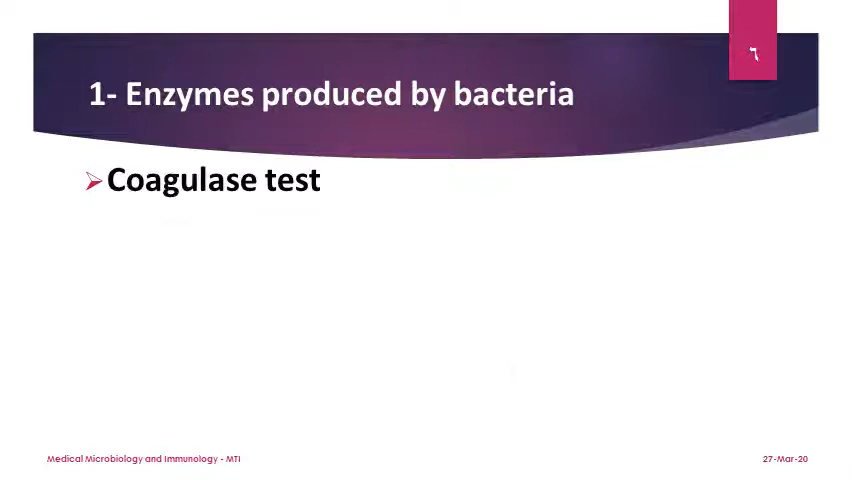 ٦
1- Enzymes produced by bacteria
➢Coagulase test
Medical Microbiology and Immunology - MTI
27-Mar-20